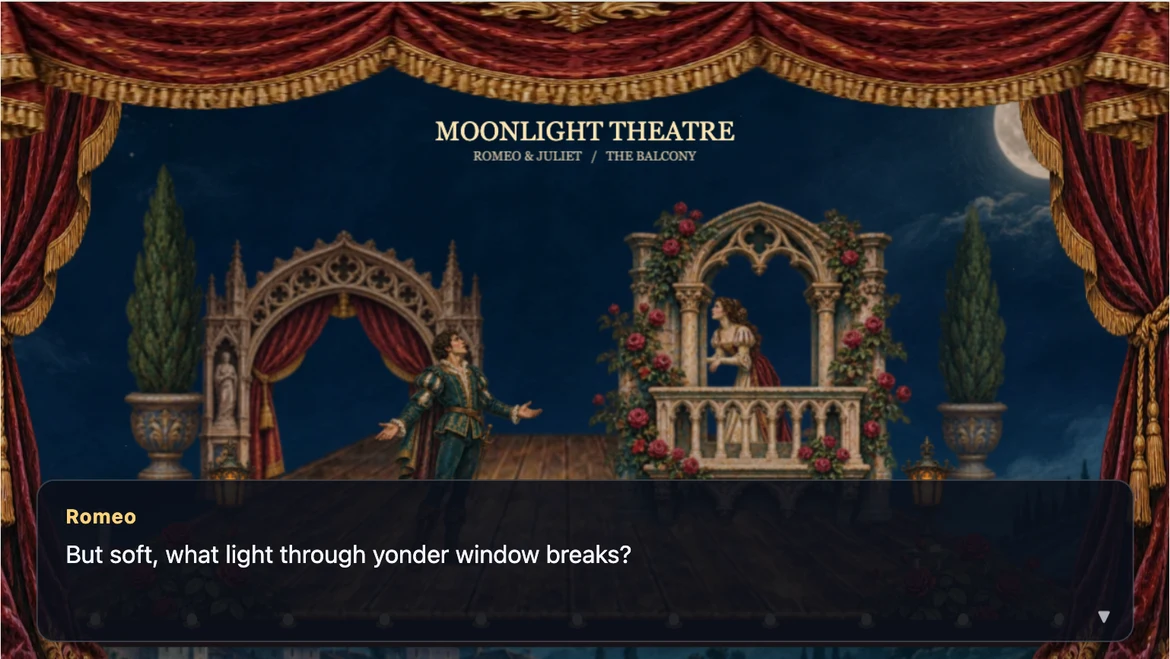 MOONLIGHT THEATRE
ROMEO & JULIET / THE BALCONY
Romeo
But soft, what light through yonder window breaks?